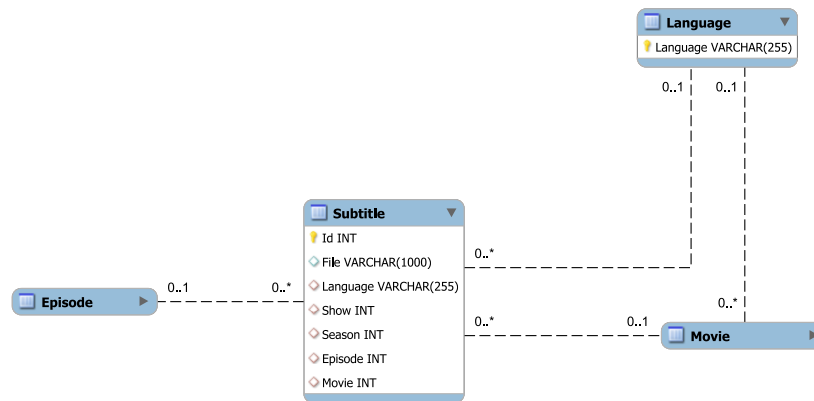 Language
Language VARCHAR(255)
0..1
0..1
Subtitle
Id INT
File VARCHAR(1000)
Language VARCHAR(255)
Show INT
Season INT
Episode INT
Movie INT
0..*
Episode
0..1
0..*
0..*
0..*
0..1
Movie